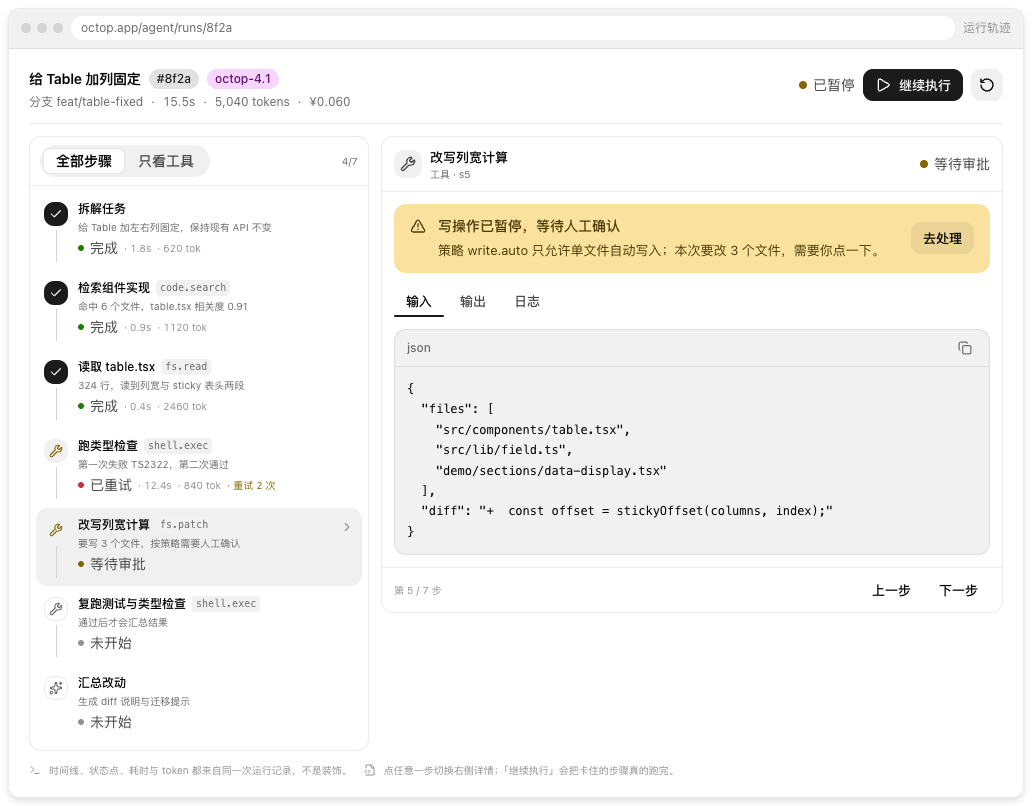 octop.app/agent/runs/8f2a 运行轨迹
给 Table 加列固定 #8f2a octop-4.1
分支 feat/table-fixed · 15.5s · 5,040 tokens · ¥0.060
已暂停 继续执行
全部步骤 只看工具 4/7
拆解任务
给 Table 加左右列固定，保持现有 API 不变
完成 · 1.8s · 620 tok
检索组件实现 code.search
命中 6 个文件，table.tsx 相关度 0.91
完成 · 0.9s · 1120 tok
读取 table.tsx fs.read
324 行，读到列宽与 sticky 表头两段
完成 · 0.4s · 2460 tok
跑类型检查 shell.exec
第一次失败 TS2322，第二次通过
已重试 · 12.4s · 840 tok · 重试 2 次
改写列宽计算 fs.patch
要写 3 个文件，按策略需要人工确认
等待审批
复跑测试与类型检查 shell.exec
通过后才会汇总结果
未开始
汇总改动
生成 diff 说明与迁移提示
未开始
改写列宽计算
工具 · s5
等待审批
写操作已暂停，等待人工确认
策略 write.auto 只允许单文件自动写入；本次要改 3 个文件，需要你点一下。
去处理
输入 输出 日志
json
{
  "files": [
    "src/components/table.tsx",
    "src/lib/field.ts",
    "demo/sections/data-display.tsx"
  ],
  "diff": "+  const offset = stickyOffset(columns, index);"
}
第 5 / 7 步 上一步 下一步
时间线、状态点、耗时与 token 都来自同一次运行记录，不是装饰。 点任意一步切换右侧详情；「继续执行」会把卡住的步骤真的跑完。